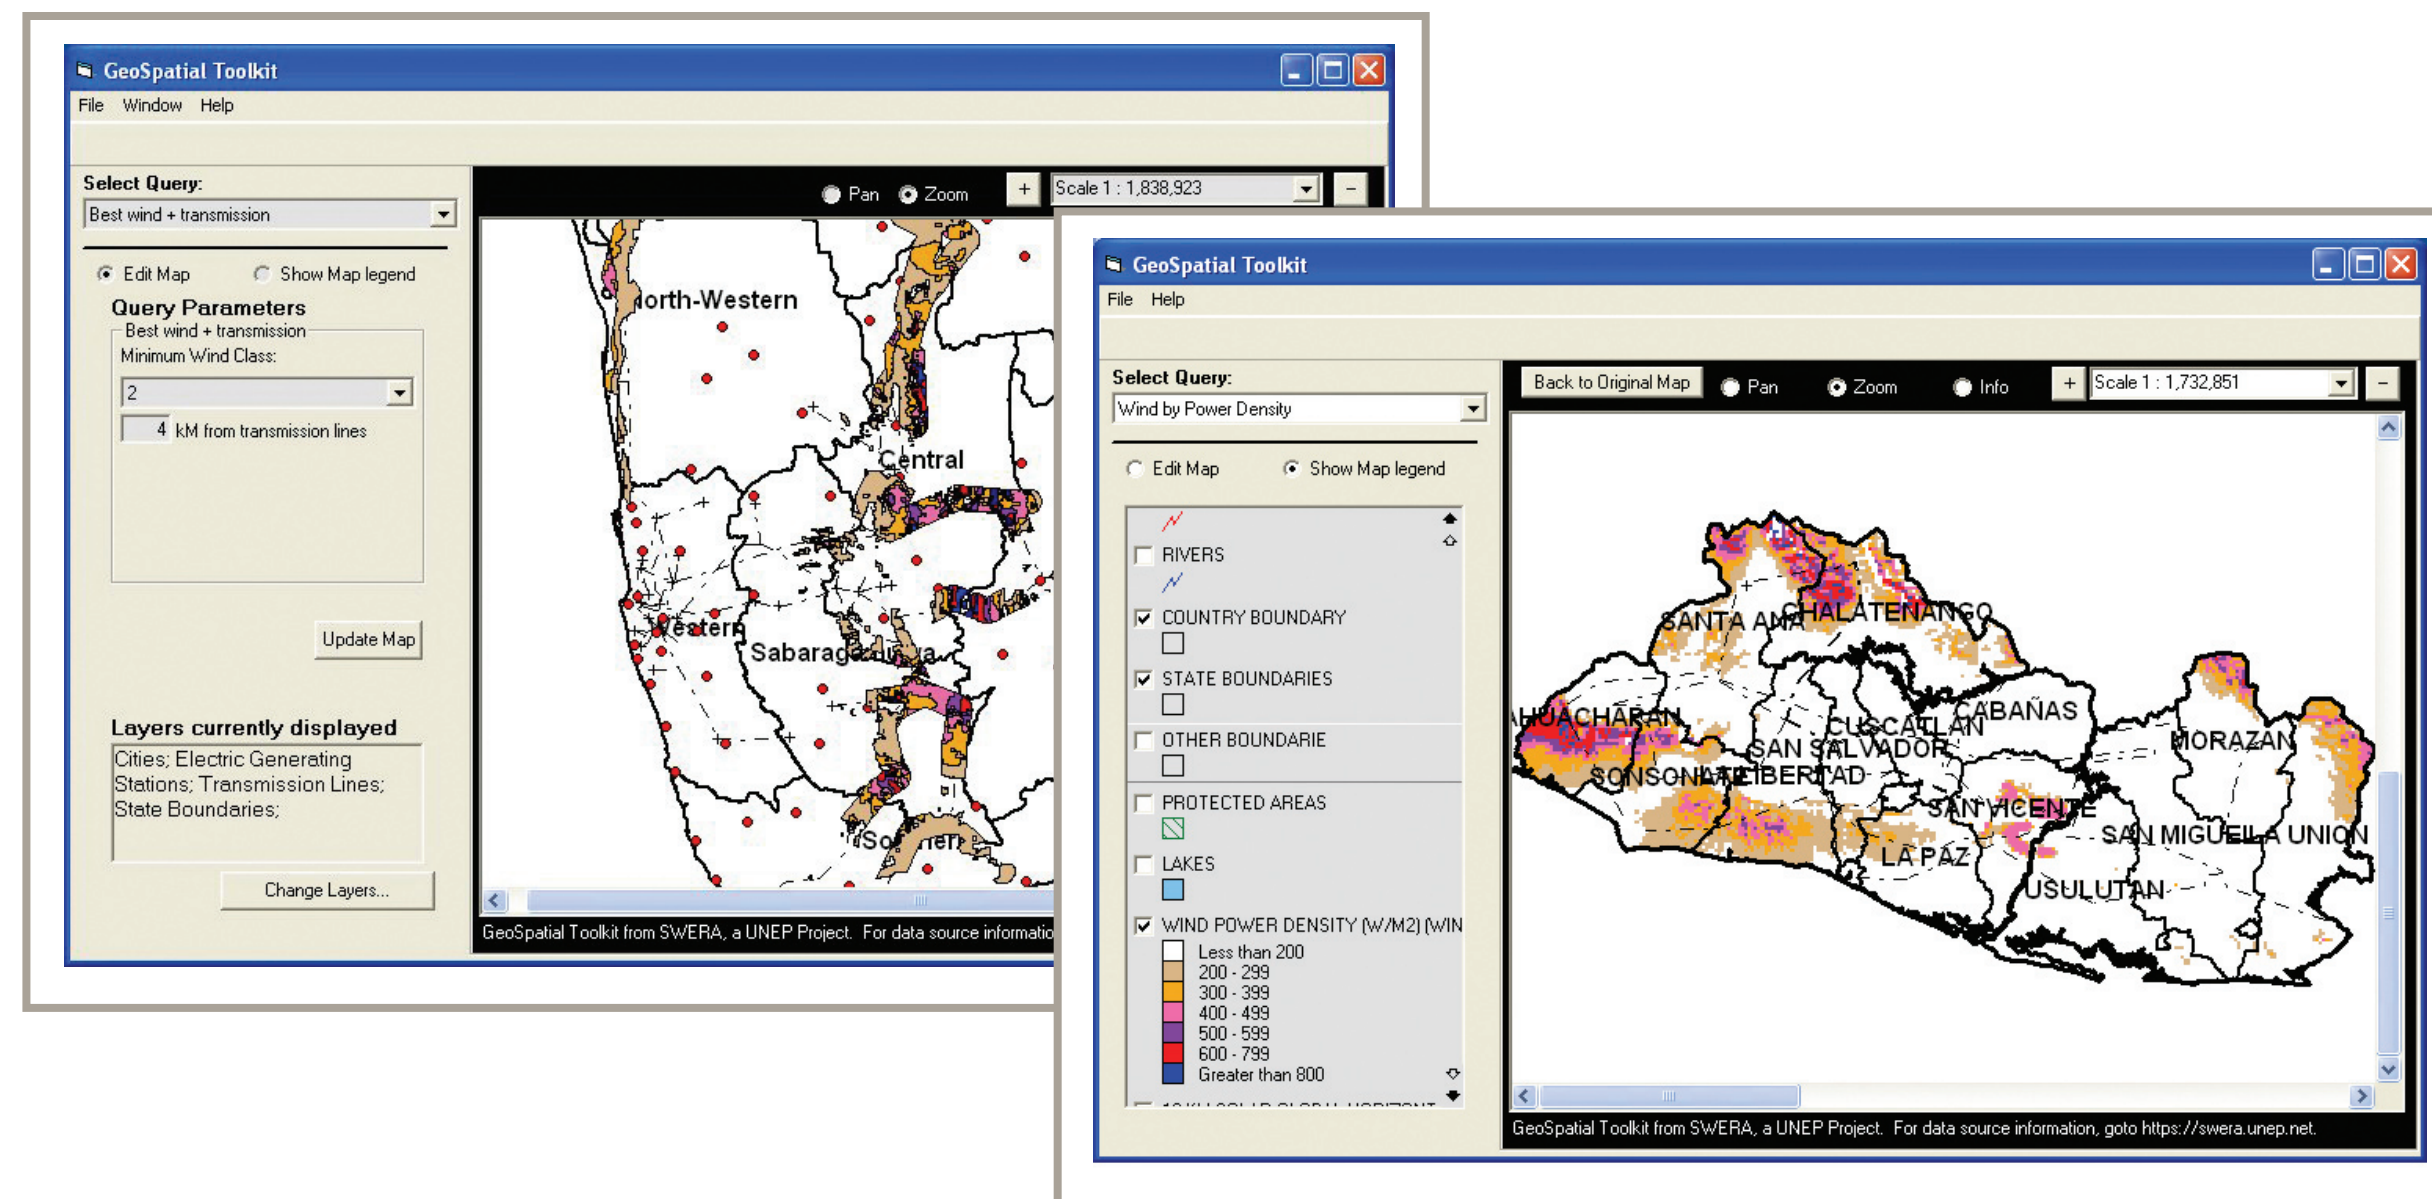 GeoSpatial Toolkit
File Window Help
Select Query:
Best wind + transmission
Edit Map Show Map legend
Query Parameters
Best wind + transmission
Minimum Wind Class:
2
4 kM from transmission lines
Update Map
Layers currently displayed
Cities; Electric Generating
Stations; Transmission Lines;
State Boundaries;
Change Layers...
Pan Zoom + Scale 1 : 1,838,923 -
orth-Western
Central
Western
Sabaraga
So
GeoSpatial Toolkit from SWERA, a UNEP Project. For data source informatio
GeoSpatial Toolkit
File Help
Select Query:
Wind by Power Density
Edit Map Show Map legend
RIVERS
COUNTRY BOUNDARY
STATE BOUNDARIES
OTHER BOUNDARIE
PROTECTED AREAS
LAKES
WIND POWER DENSITY (W/M2) (WIN
Less than 200
200 - 299
300 - 399
400 - 499
500 - 599
600 - 799
Greater than 800
Back to Original Map Pan Zoom Info + Scale 1 : 1,732,851 -
SANTA ANA CHALATENANGO
AHUACHAPAN CUSCATLAN CABAÑAS
SAN SALVADOR MORAZAN
SONSONATE LA LIBERTAD
SAN VICENTE
SAN MIGUEL LA UNION
LA PAZ
USULUTAN
GeoSpatial Toolkit from SWERA, a UNEP Project. For data source information, goto https://swera.unep.net.